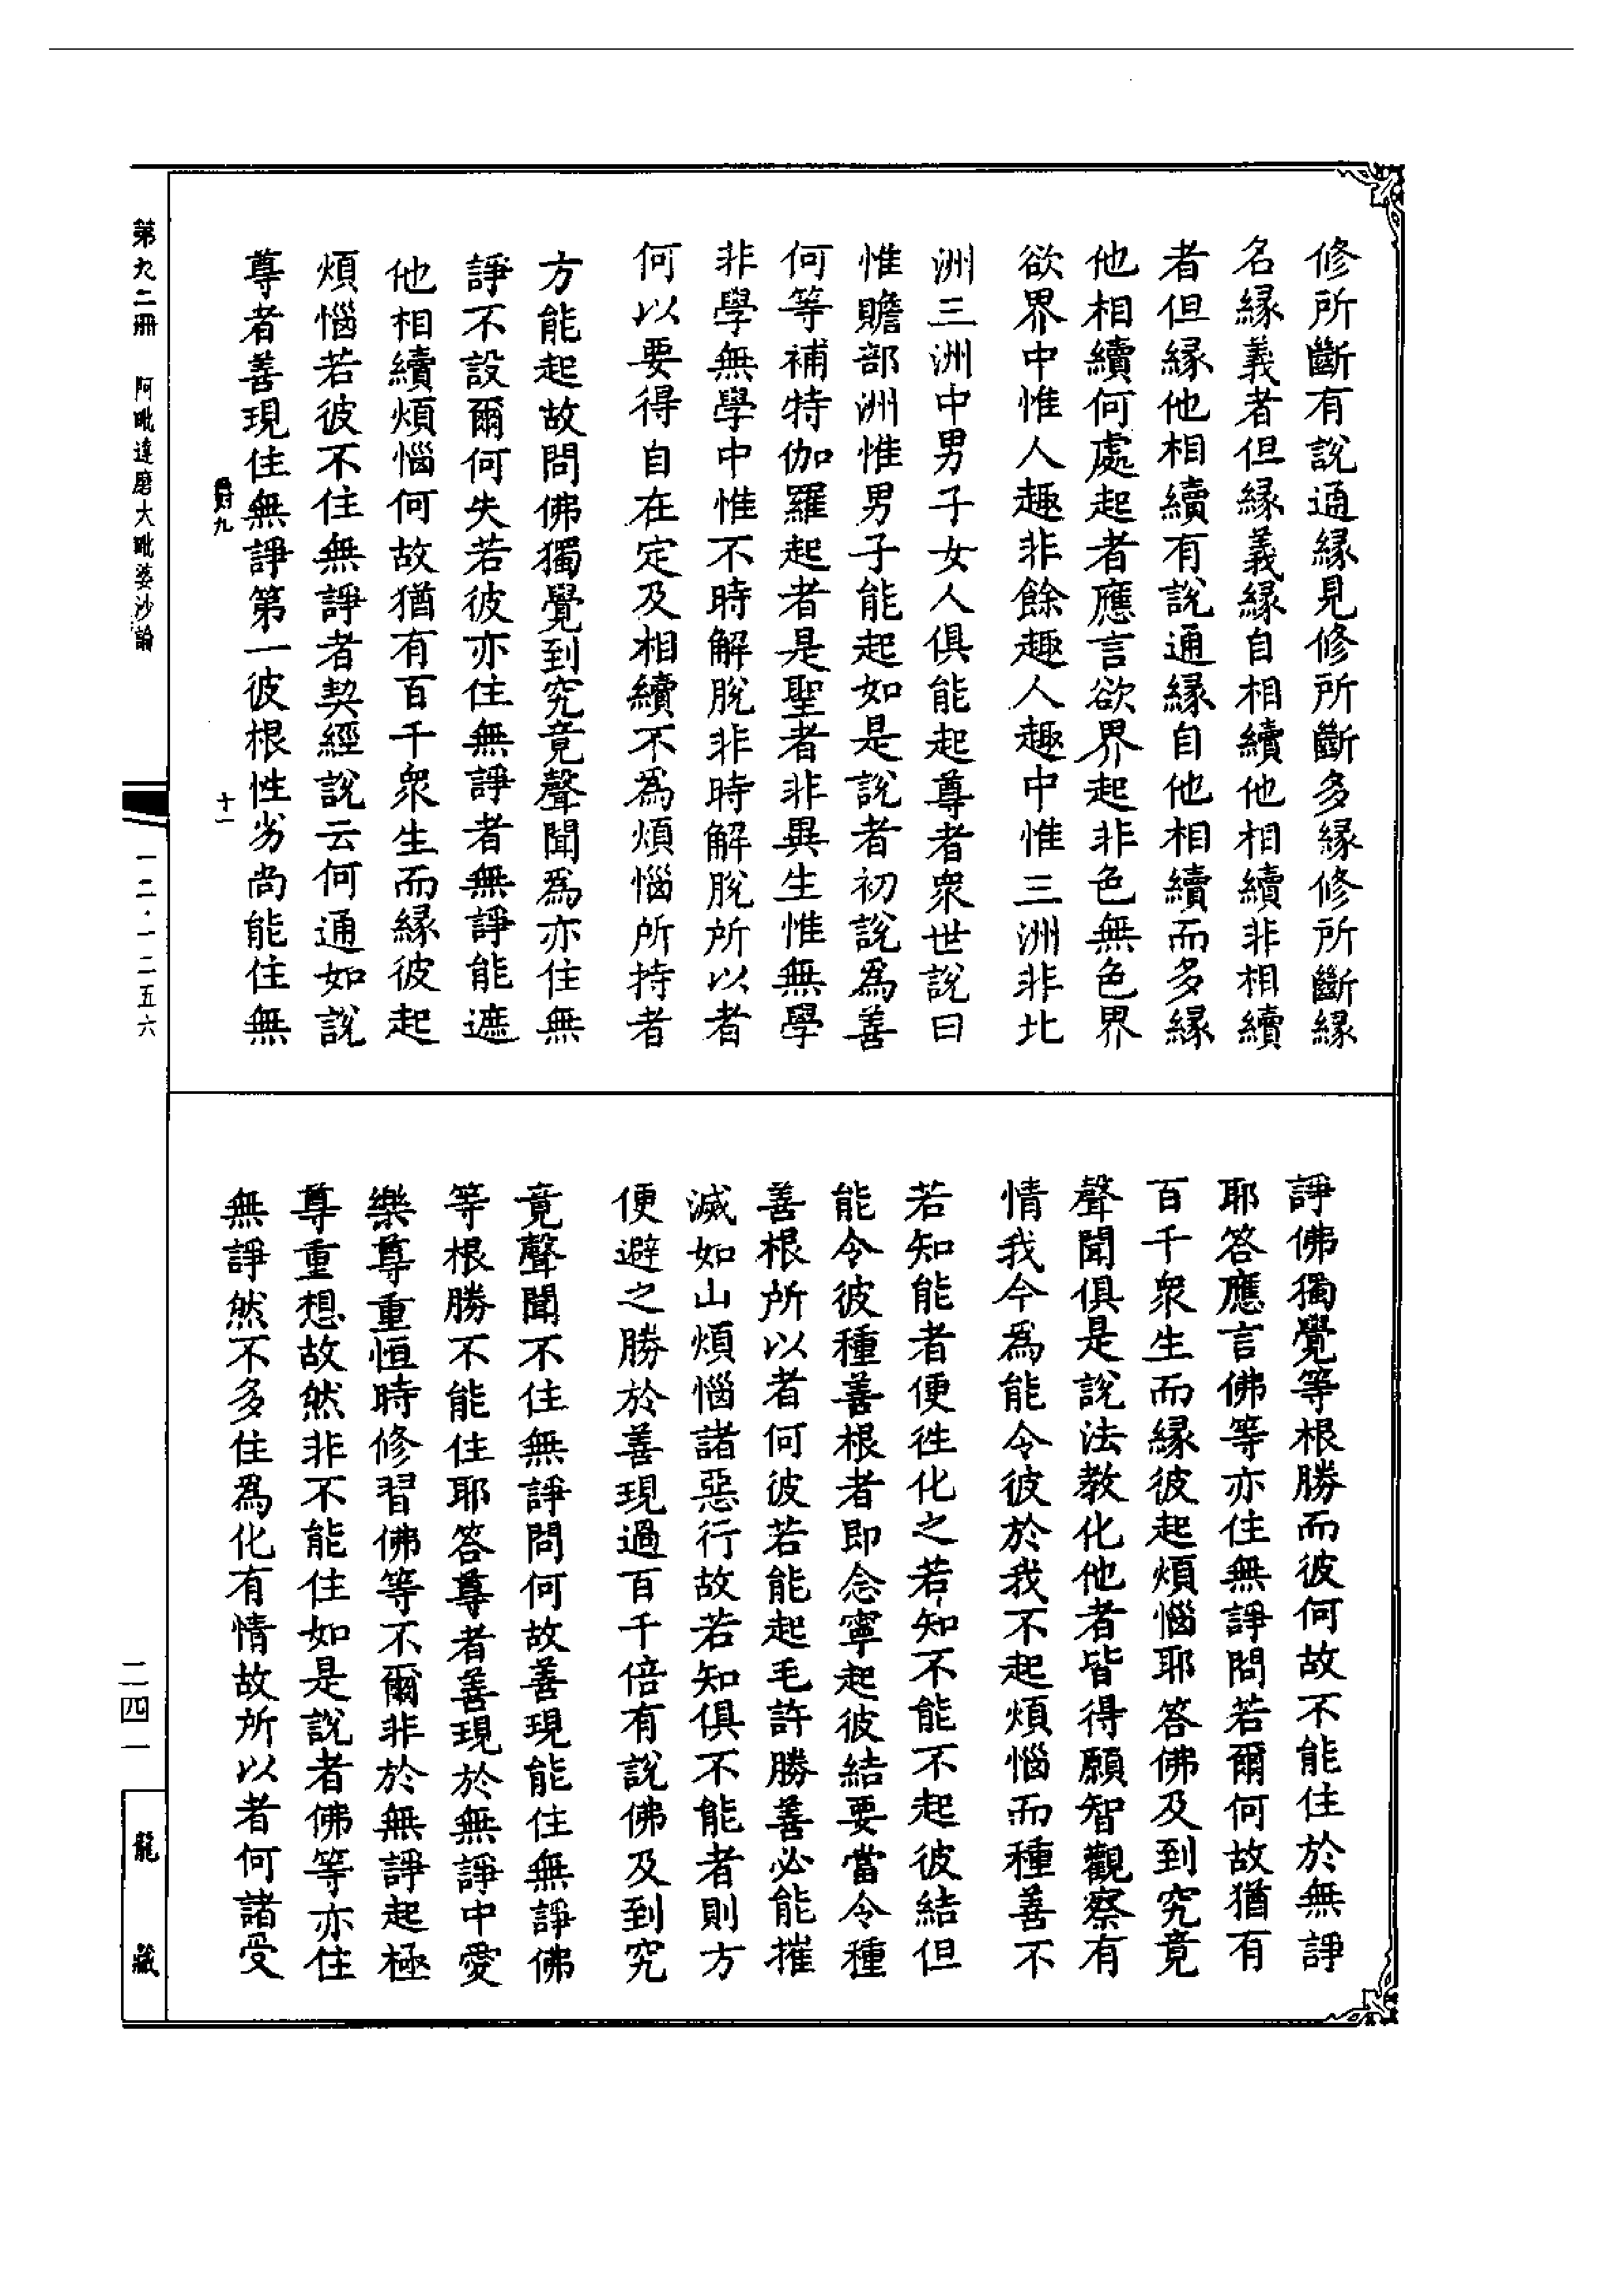 修所斷有說通緣見修所斷多緣修所斷緣
名緣義者但緣義緣自相續他相續非相續
者但緣他相續有說通緣自他相續而多緣
他相續何處起者應言欲界起非色無色界
欲界中惟人趣非餘趣人趣中惟三洲非北
洲三洲中男子女人俱能起尊者衆世說曰
惟贍部洲惟男子能起如是說者初說爲善
何等補特伽羅起者是聖者非異生惟無學
非學無學中惟不時解脫非時解脫所以者
何以要得自在定及相續不爲煩惱所持者
方能起故問佛獨覺到究竟聲聞爲亦住無
諍不設爾何失若彼亦住無諍者無諍能遮
他相續煩惱何故猶有百千衆生而緣彼起
煩惱若彼不住無諍者契經說云何通如說
尊者善現住無諍第一彼根性劣尚能住無
諍佛獨覺等根勝而彼何故不能住於無諍
耶答應言佛等亦住無諍問若爾何故猶有
百千衆生而緣彼起煩惱耶答佛及到究竟
聲聞俱是說法教化他者皆得願智觀察有
情我今爲能令彼於我不起煩惱而種善不
若知能者便徃化之若知不能不起彼結但
能令彼種善根者即念寧起彼結要當令種
善根所以者何彼若能起毛許勝善必能摧
滅如山煩惱諸惡行故若知俱不能者則方
便避之勝於善現過百千倍有說佛及到究
竟聲聞不住無諍問何故善現能住無諍佛
等根勝不能住耶答尊者善現於無諍中愛
樂尊重恒時修習佛等不爾非於無諍起極
尊重想故然非不能住如是說者佛等亦住
無諍然不多住爲化有情故所以者何諸受
十一
第九二冊 阿毗達磨大毗婆沙論
一二·一二五六
二四一
龍藏